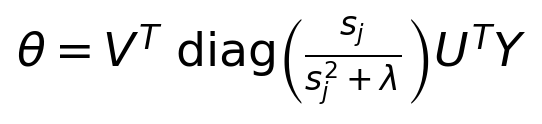 θ = V^T diag(s_j / (s_j^2 + λ)) U^T Y